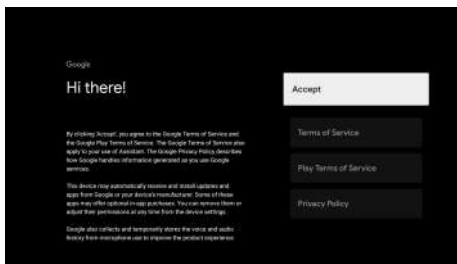 Google
Hi there!
By clicking 'Accept', you agree to the Google Terms of Service and
the Google Play Terms of Service. The Google Terms of Service also
apply to your use of Assistant. The Google Privacy Policy describes
how Google handles information generated as you use Google
services.
This device may automatically receive and install updates and
apps from Google or your device's manufacturer. Some of these
apps may offer optional in-app purchases. You can remove them or
adjust their permissions at any time from the device settings.
Google also collects and temporarily stores the voice and audio
history from microphone use to improve the product experience.
Accept
Terms of Service
Play Terms of Service
Privacy Policy